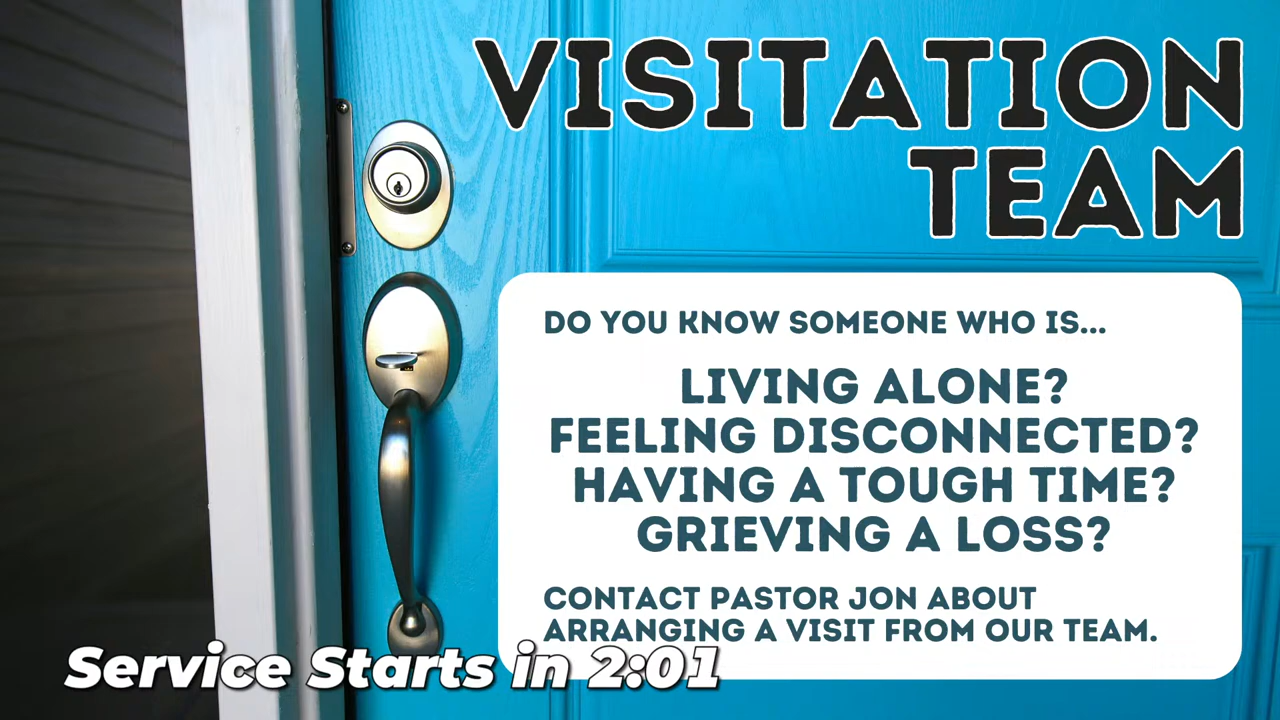 VISITATION
TEAM
DO YOU KNOW SOMEONE WHO IS...
LIVING ALONE?
FEELING DISCONNECTED?
HAVING A TOUGH TIME?
GRIEVING A LOSS?
CONTACT PASTOR JON ABOUT
ARRANGING A VISIT FROM OUR TEAM.
Service Starts in 2:01